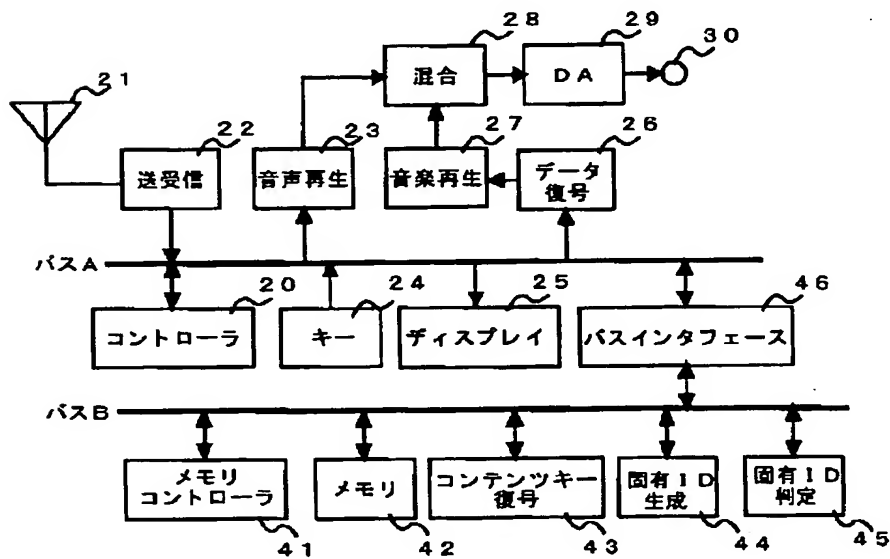 28
29
30
混合
DA
21
22
23
27
26
送受信
音声再生
音楽再生
データ
復号
バスA
20
24
25
46
コントローラ
キー
ディスプレイ
バスインタフェース
バスB
メモリ
コントローラ
メモリ
コンテンツキー
復号
固有ID
生成
固有ID
判定
41
42
43
44
45